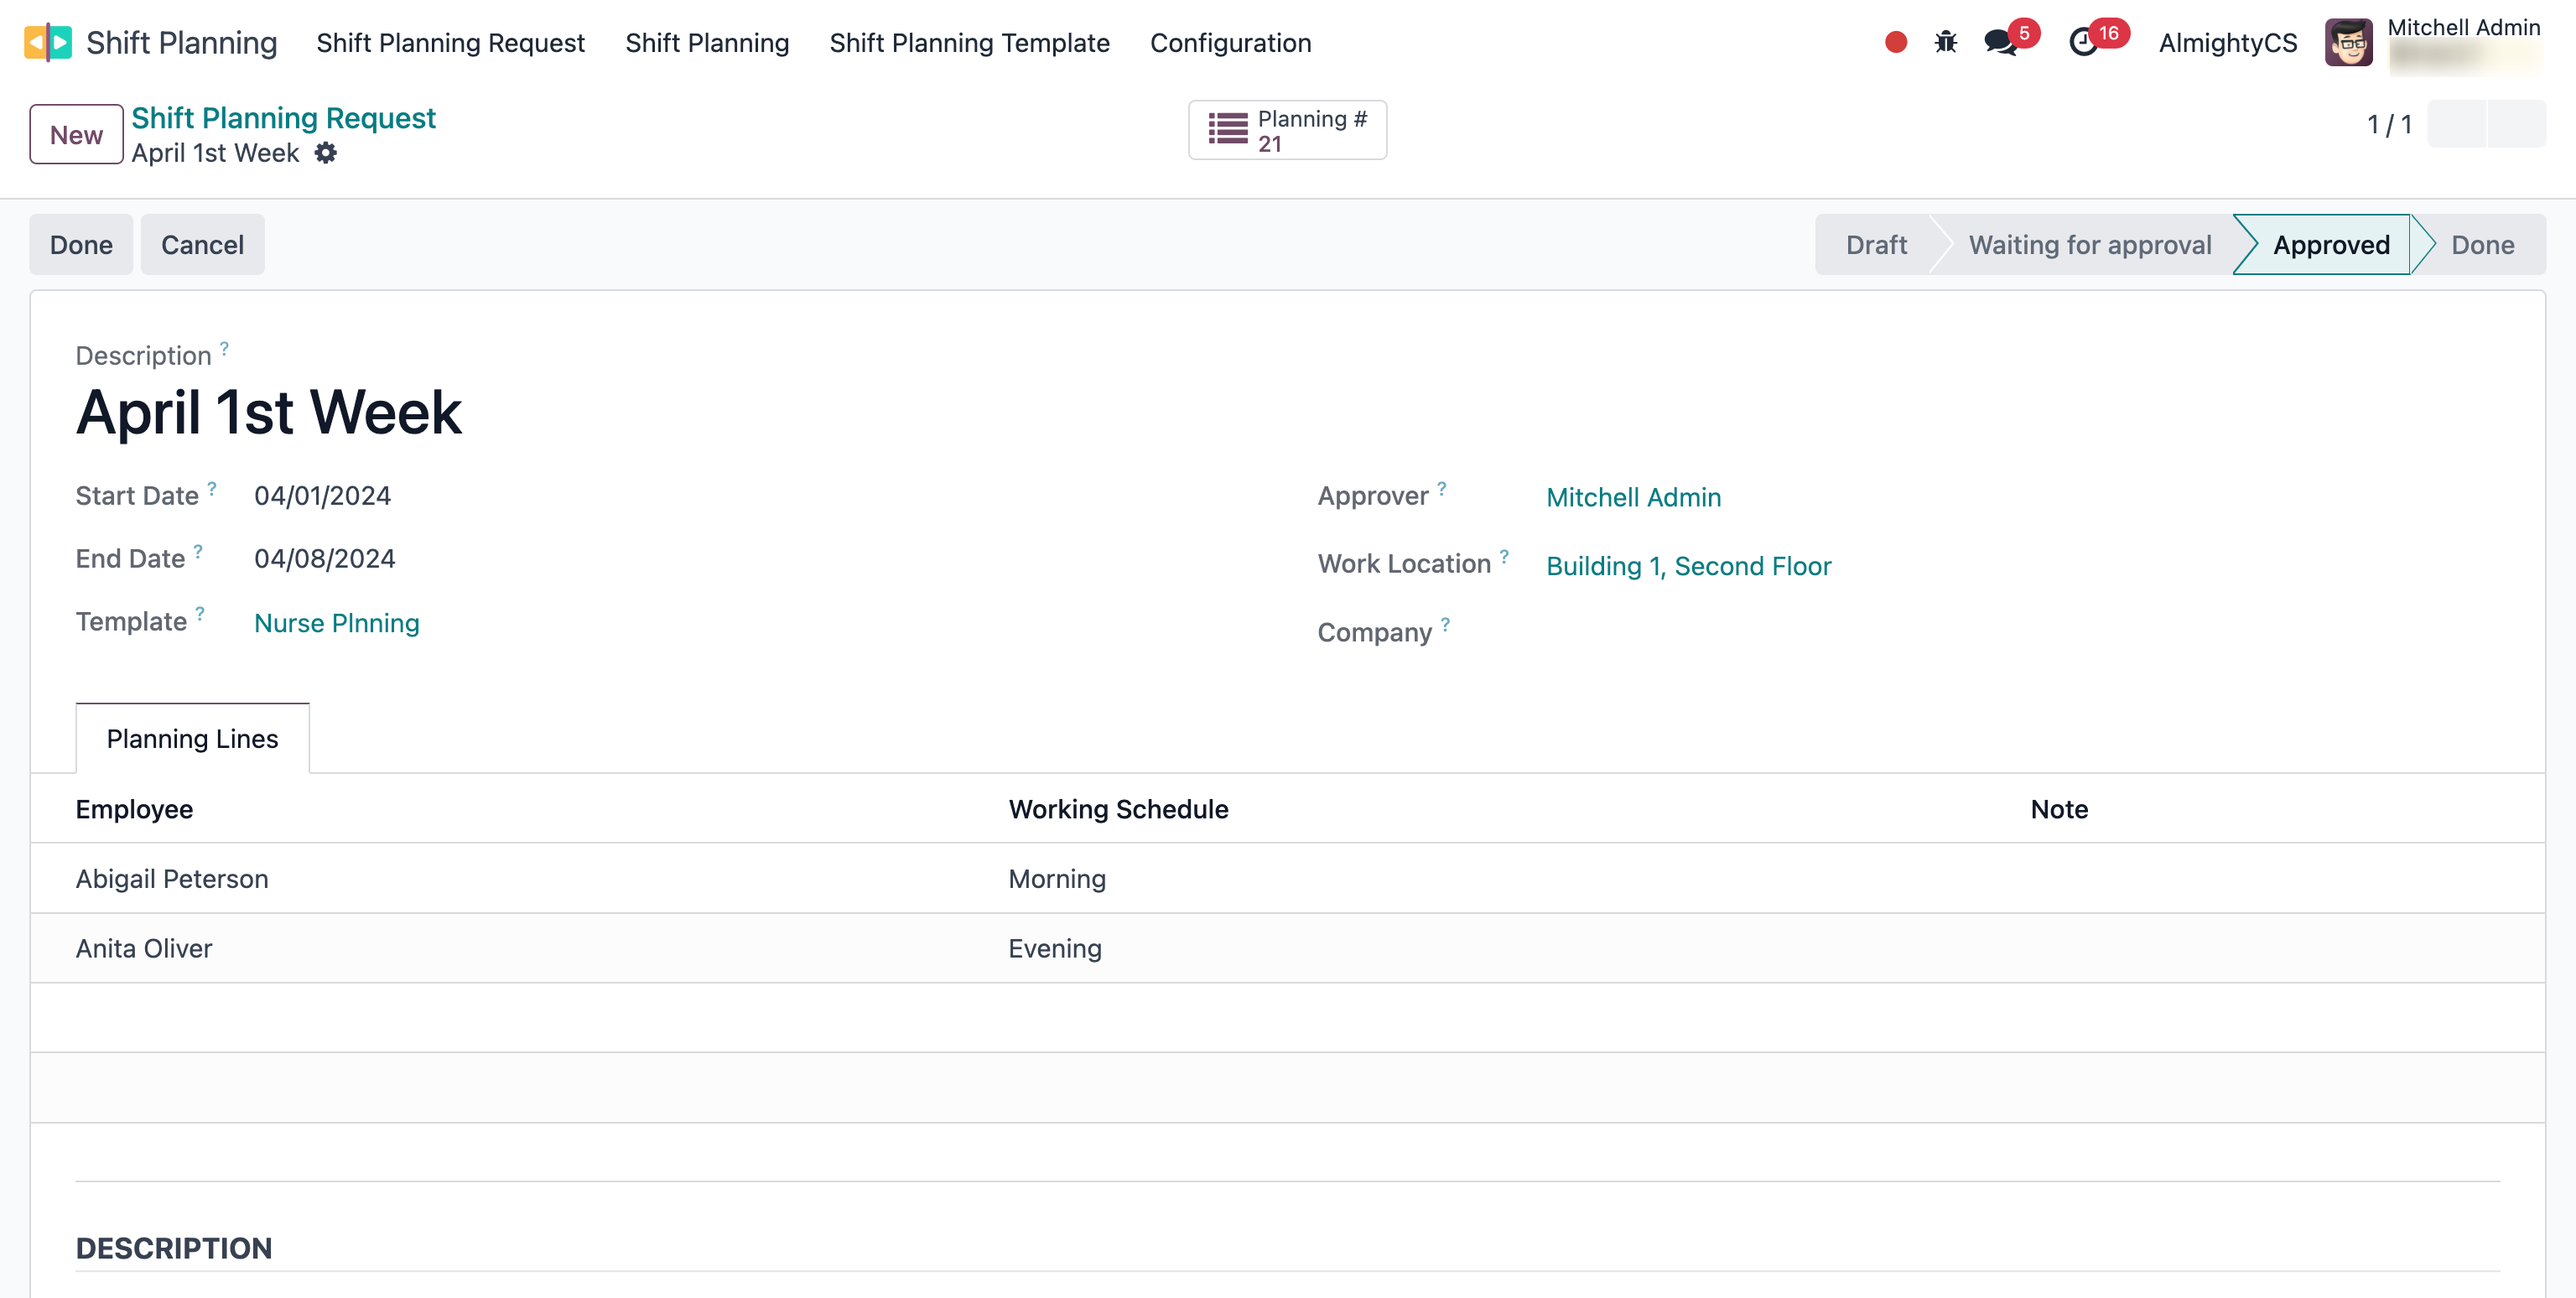 Shift Planning Shift Planning Request Shift Planning Shift Planning Template Configuration 5 16 AlmightyCS Mitchell Admin
New Shift Planning Request
April 1st Week
Planning #
21
1 / 1
Done Cancel Draft Waiting for approval Approved Done
Description ?
April 1st Week
Start Date ? 04/01/2024
End Date ? 04/08/2024
Template ? Nurse Plnning
Approver ? Mitchell Admin
Work Location ? Building 1, Second Floor
Company ?
Planning Lines
Employee Working Schedule Note
Abigail Peterson Morning
Anita Oliver Evening
DESCRIPTION